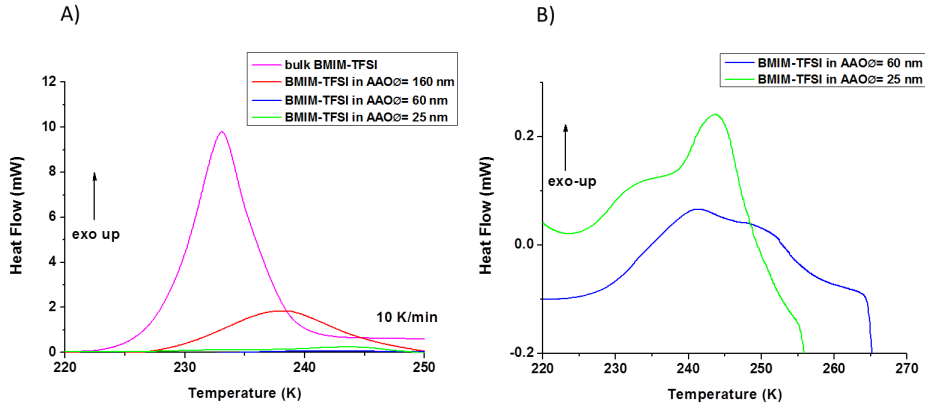 A)
bulk BMIM-TFSI
BMIM-TFSI in AAOØ= 160 nm
BMIM-TFSI in AAOØ= 60 nm
BMIM-TFSI in AAOØ= 25 nm
12
10
8
6
4
2
0
Heat Flow (mW)
exo up
10 K/min
220 230 240 250
Temperature (K)
B)
BMIM-TFSI in AAOØ= 60 nm
BMIM-TFSI in AAOØ= 25 nm
0.2
0.0
-0.2
Heat Flow (mW)
exo-up
220 230 240 250 260 270
Temperature (K)